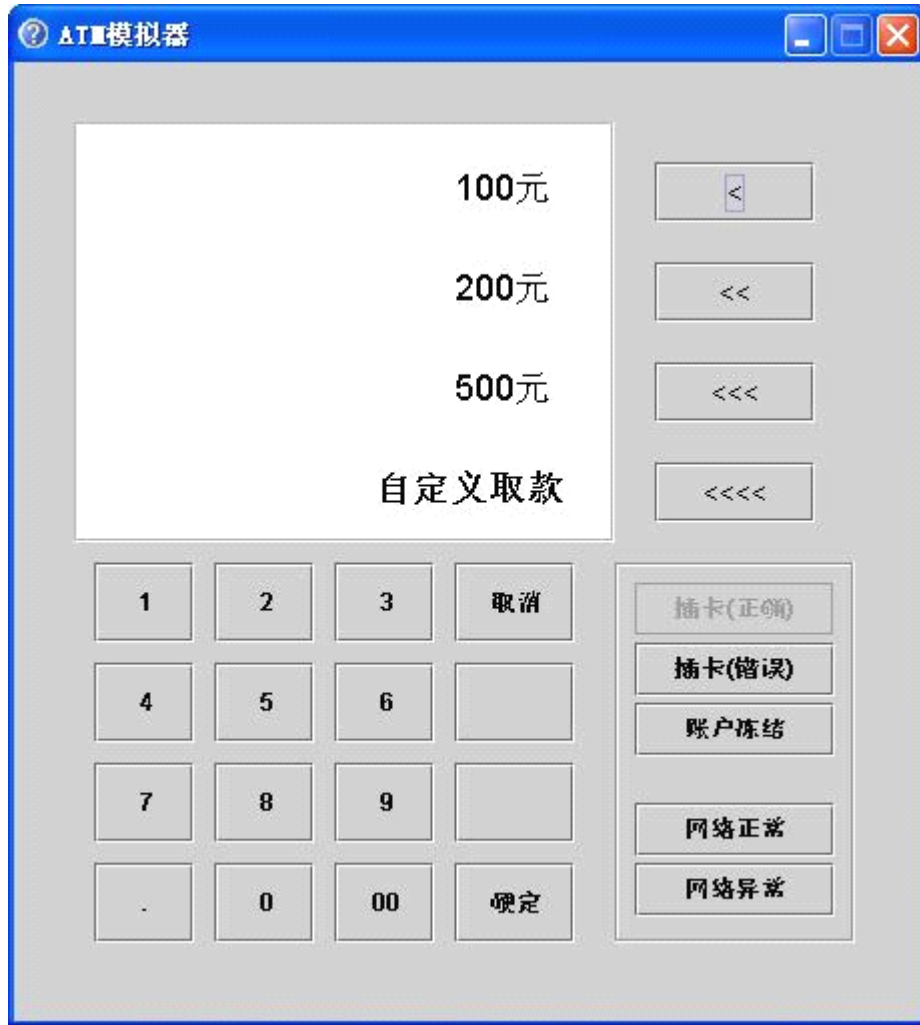 ATM模拟器
100元
<
200元
<<
500元
<<<
自定义取款
<<<<
1 2 3 取消
4 5 6
7 8 9
. 0 00 确定
插卡(正确)
插卡(错误)
账户冻结
网络正常
网络异常